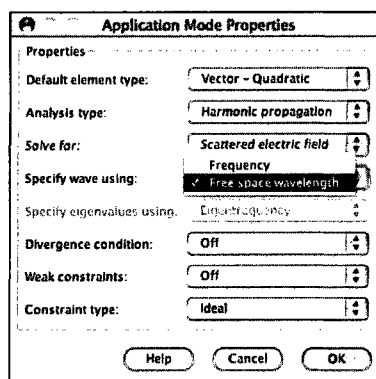 Application Mode Properties
Properties
Default element type: Vector - Quadratic
Analysis type: Harmonic propagation
Solve for: Scattered electric field
Frequency
Specify wave using: ✓ Free space wavelength
Specify eigenvalues using: Eigenfrequency
Divergence condition: Off
Weak constraints: Off
Constraint type: Ideal
Help Cancel OK